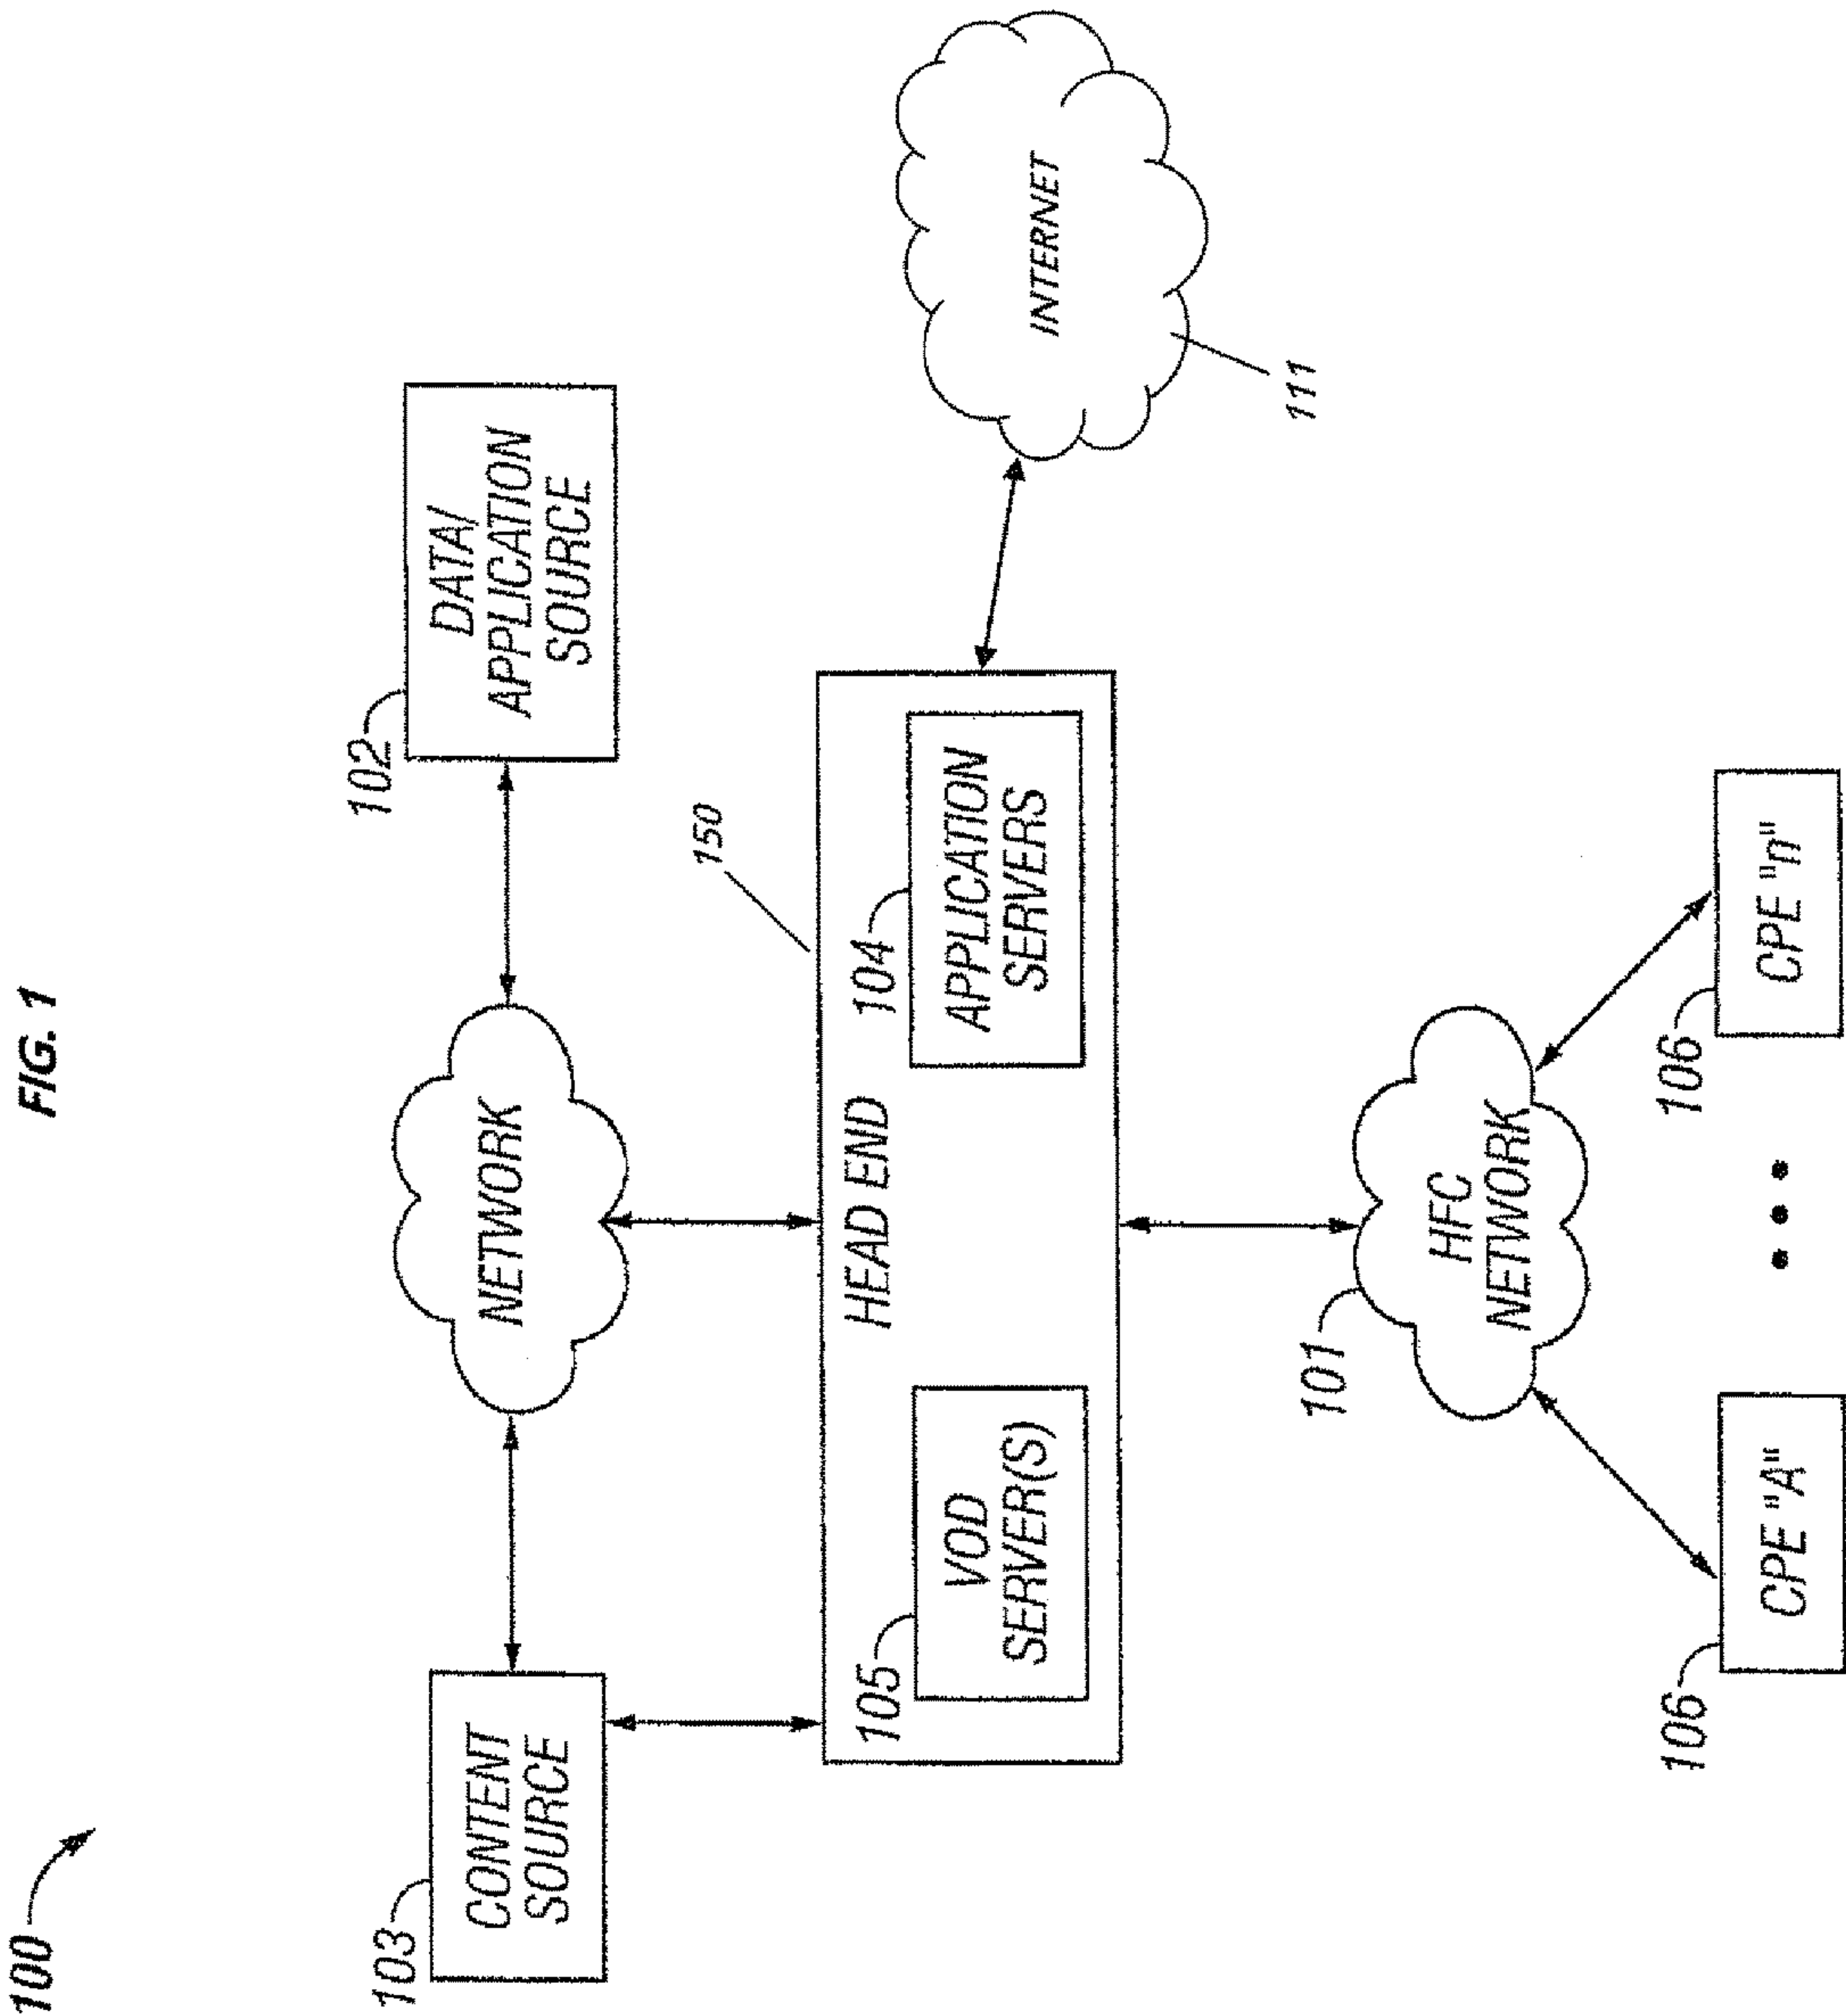 FIG. 1
100
103
CONTENT
SOURCE
NETWORK
102
DATA/
APPLICATION
SOURCE
150
HEAD END
105
VOD
SERVER(S)
104
APPLICATION
SERVERS
INTERNET
111
101
HFC
NETWORK
106
CPE "A"
106
CPE "n"